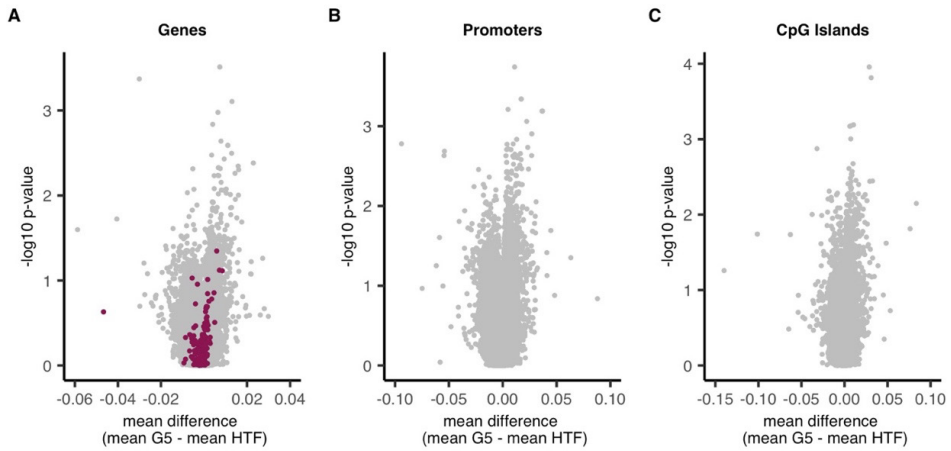 A
Genes
-log10 p-value
3
2
1
0
-0.06 -0.04 -0.02 0.00 0.02 0.04
mean difference
(mean G5 - mean HTF)
B
Promoters
-log10 p-value
3
2
1
0
-0.10 -0.05 0.00 0.05 0.10
mean difference
(mean G5 - mean HTF)
C
CpG Islands
-log10 p-value
4
3
2
1
0
-0.15 -0.10 -0.05 0.00 0.05 0.10
mean difference
(mean G5 - mean HTF)